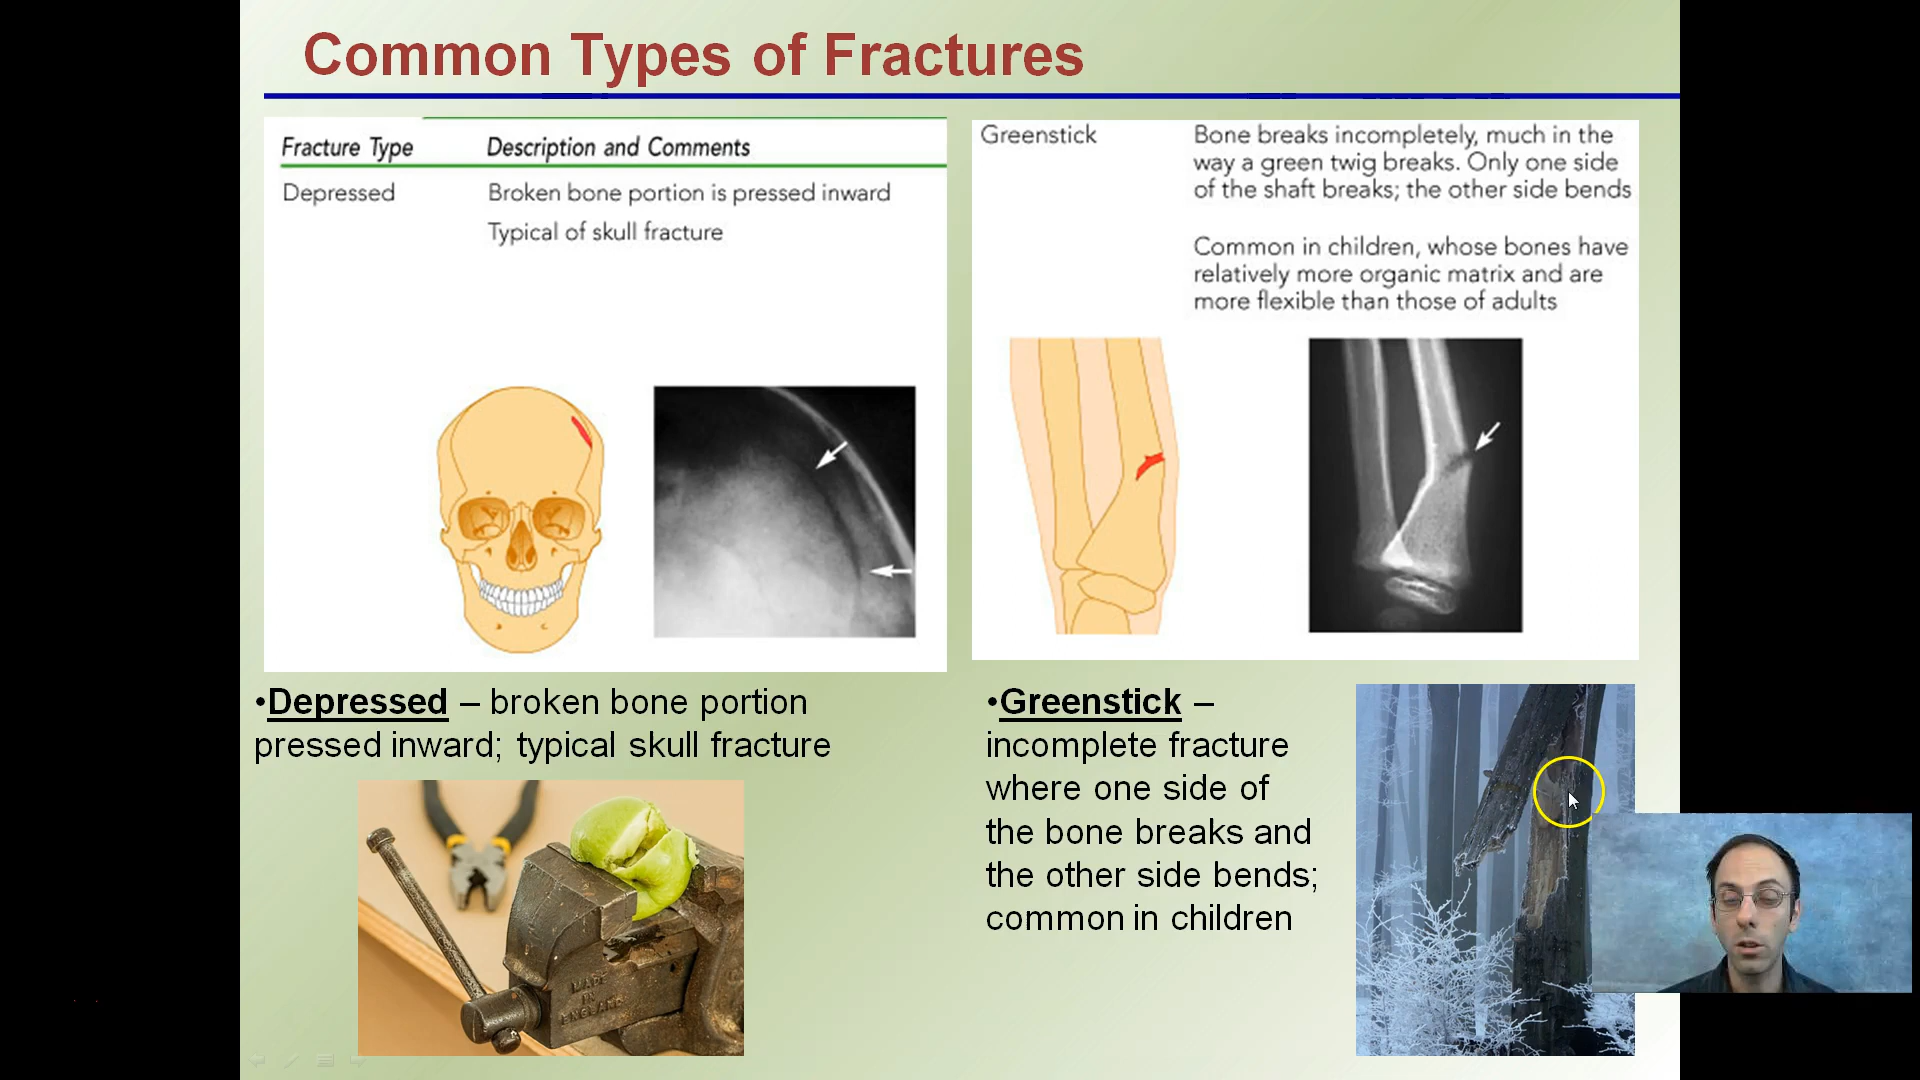 Common Types of Fractures
Fracture Type Description and Comments
Depressed Broken bone portion is pressed inward
Typical of skull fracture
Greenstick Bone breaks incompletely, much in the
way a green twig breaks. Only one side
of the shaft breaks; the other side bends
Common in children, whose bones have
relatively more organic matrix and are
more flexible than those of adults
•Depressed – broken bone portion
pressed inward; typical skull fracture
MADE
IN
ENGLAND
•Greenstick –
incomplete fracture
where one side of
the bone breaks and
the other side bends;
common in children